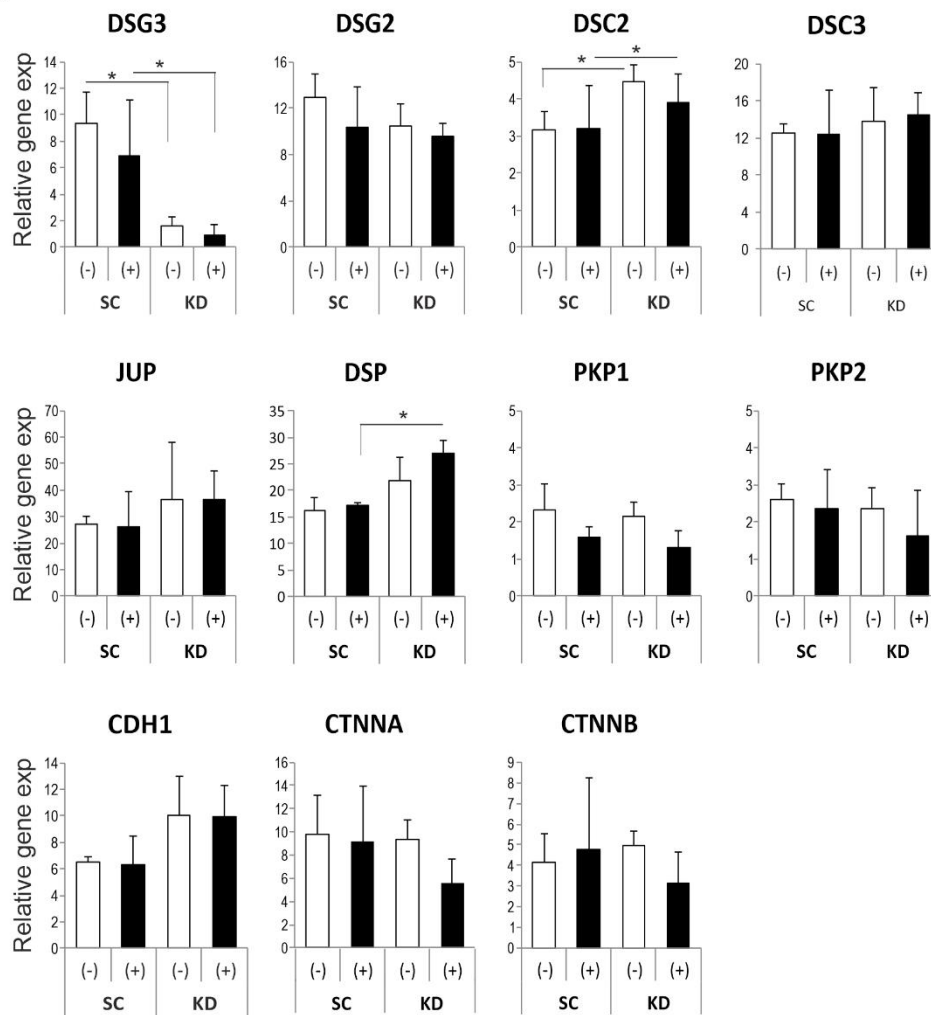 DSG3
DSG2
DSC2
DSC3
Relative gene exp
14
12
10
8
6
4
2
0
* *
(-) (+) (-) (+)
SC KD
16
14
12
10
8
6
4
2
0
(-) (+) (-) (+)
SC KD
5
4
3
2
1
0
* *
(-) (+) (-) (+)
SC KD
20
16
12
8
4
0
(-) (+) (-) (+)
SC KD
JUP
DSP
PKP1
PKP2
Relative gene exp
70
60
50
40
30
20
10
0
(-) (+) (-) (+)
SC KD
35
30
25
20
15
10
5
0
*
(-) (+) (-) (+)
SC KD
5
4
3
2
1
0
(-) (+) (-) (+)
SC KD
5
4
3
2
1
0
(-) (+) (-) (+)
SC KD
CDH1
CTNNA
CTNNB
Relative gene exp
14
12
10
8
6
4
2
0
(-) (+) (-) (+)
SC KD
16
14
12
10
8
6
4
2
0
(-) (+) (-) (+)
SC KD
9
8
7
6
5
4
3
2
1
0
(-) (+) (-) (+)
SC KD